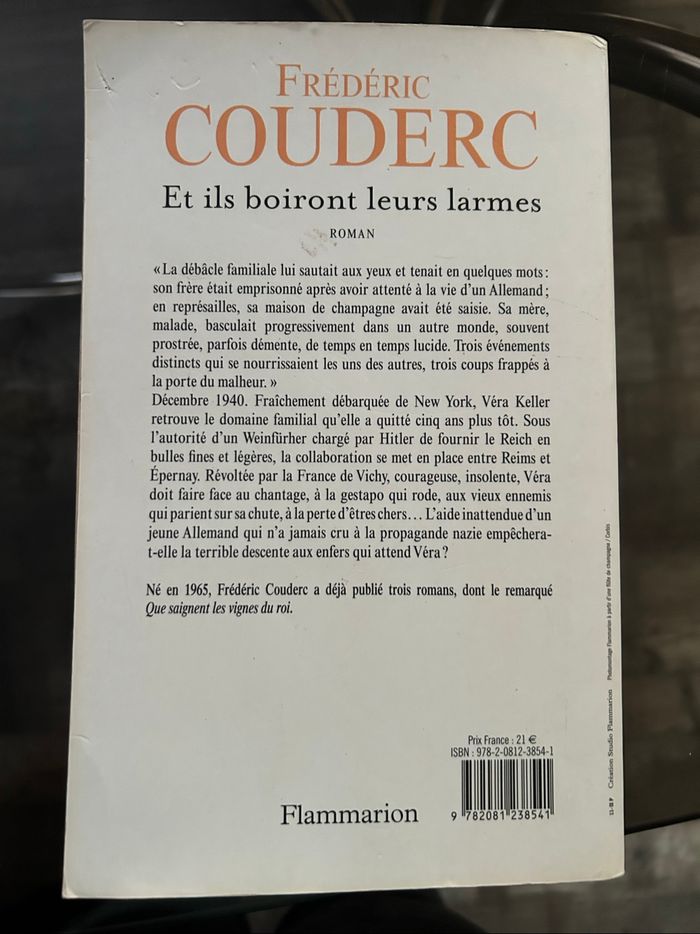 FRÉDÉRIC
COUDERC
Et ils boiront leurs larmes
ROMAN
« La débâcle familiale lui sautait aux yeux et tenait en quelques mots :
son frère était emprisonné après avoir attenté à la vie d'un Allemand ;
en représailles, sa maison de champagne avait été saisie. Sa mère,
malade, basculait progressivement dans un autre monde, souvent
prostrée, parfois démente, de temps en temps lucide. Trois événements
distincts qui se nourrissaient les uns des autres, trois coups frappés à
la porte du malheur. »
Décembre 1940. Fraîchement débarquée de New York, Véra Keller
retrouve le domaine familial qu'elle a quitté cinq ans plus tôt. Sous
l'autorité d'un Weinfürher chargé par Hitler de fournir le Reich en
bulles fines et légères, la collaboration se met en place entre Reims et
Épernay. Révoltée par la France de Vichy, courageuse, insolente, Véra
doit faire face au chantage, à la gestapo qui rode, aux vieux ennemis
qui parient sur sa chute, à la perte d'êtres chers… L'aide inattendue d'un
jeune Allemand qui n'a jamais cru à la propagande nazie empêchera-
t-elle la terrible descente aux enfers qui attend Véra ?
Né en 1965, Frédéric Couderc a déjà publié trois romans, dont le remarqué
Que saignent les vignes du roi.
Prix France : 21 €
ISBN : 978-2-0812-3854-1
9 782081 238541
Flammarion
Création Studio Flammarion Photomontage Flammarion à partir d'une flûte de champagne / Corbis